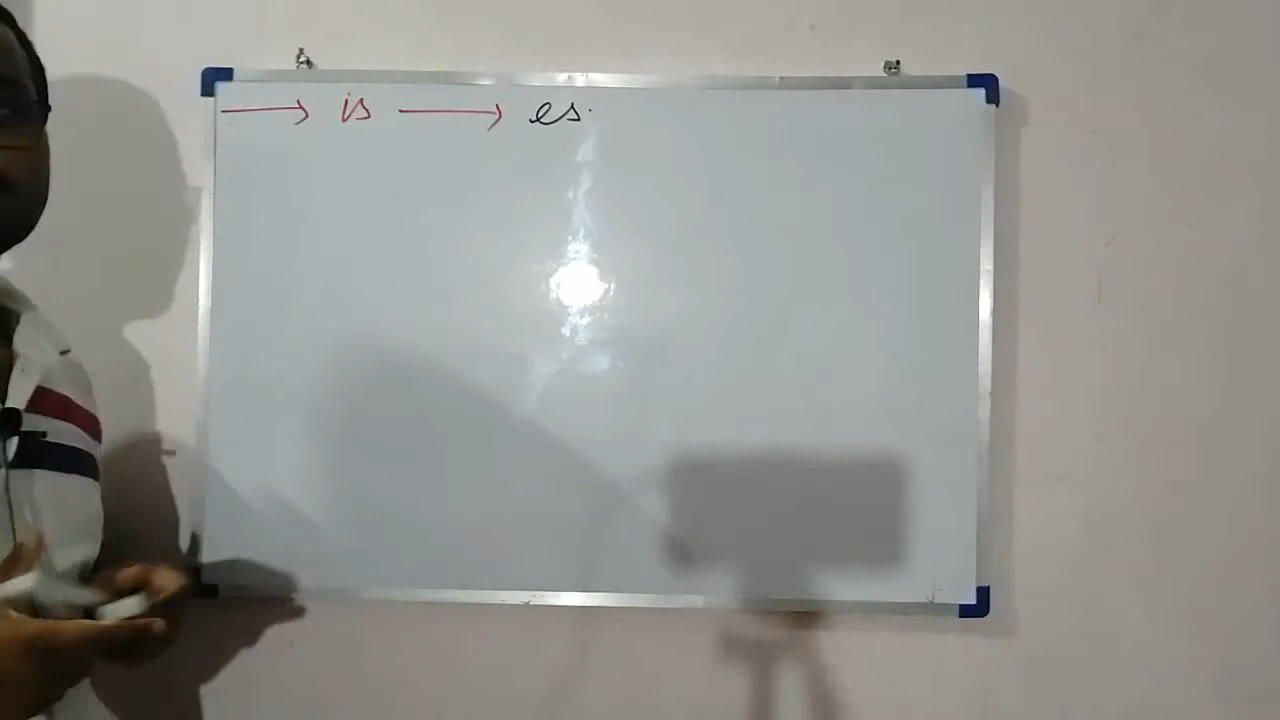 → is → es.